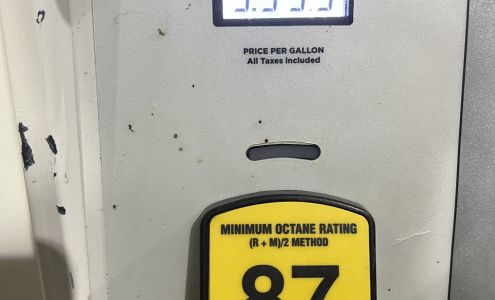 PRICE PER GALLON
All Taxes included
MINIMUM OCTANE RATING
(R + M)/2 METHOD
87